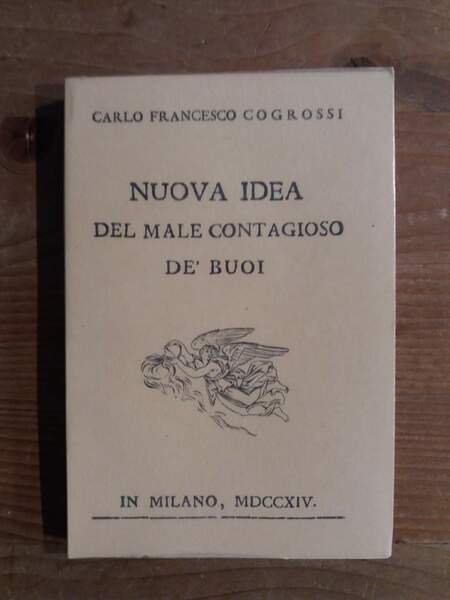 CARLO FRANCESCO COGROSSI
NUOVA IDEA
DEL MALE CONTAGIOSO
DE' BUOI
IN MILANO, MDCCXIV.